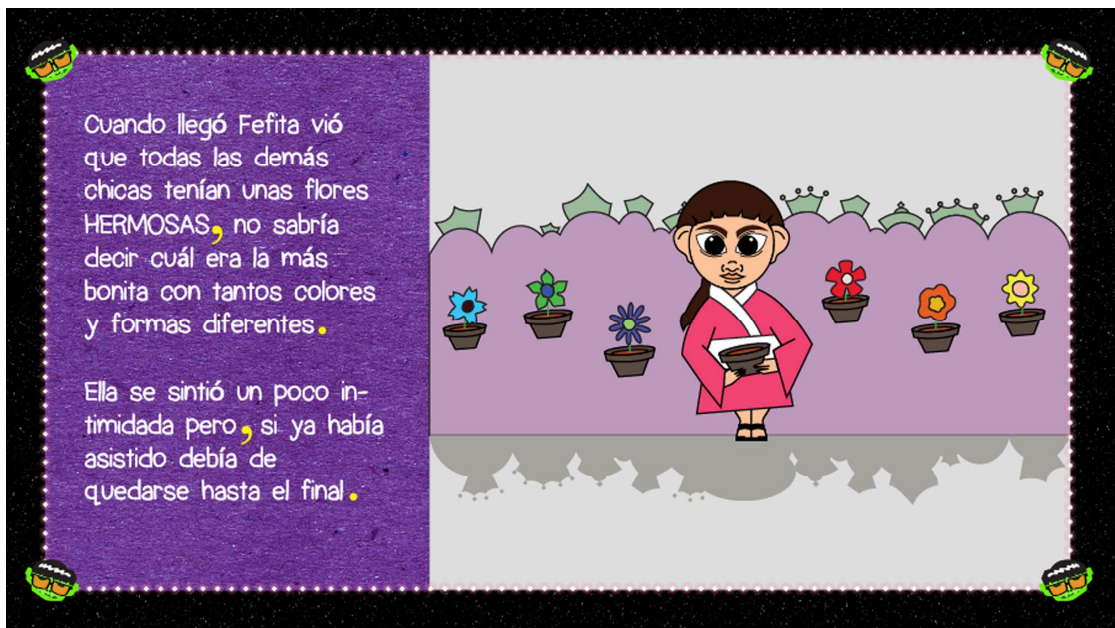 Cuando llegó Fefita vió
que todas las demás
chicas tenían unas flores
HERMOSAS, no sabría
decir cuál era la más
bonita con tantos colores
y formas diferentes.
Ella se sintió un poco in-
timidada pero, si ya había
asistido debía de
quedarse hasta el final.